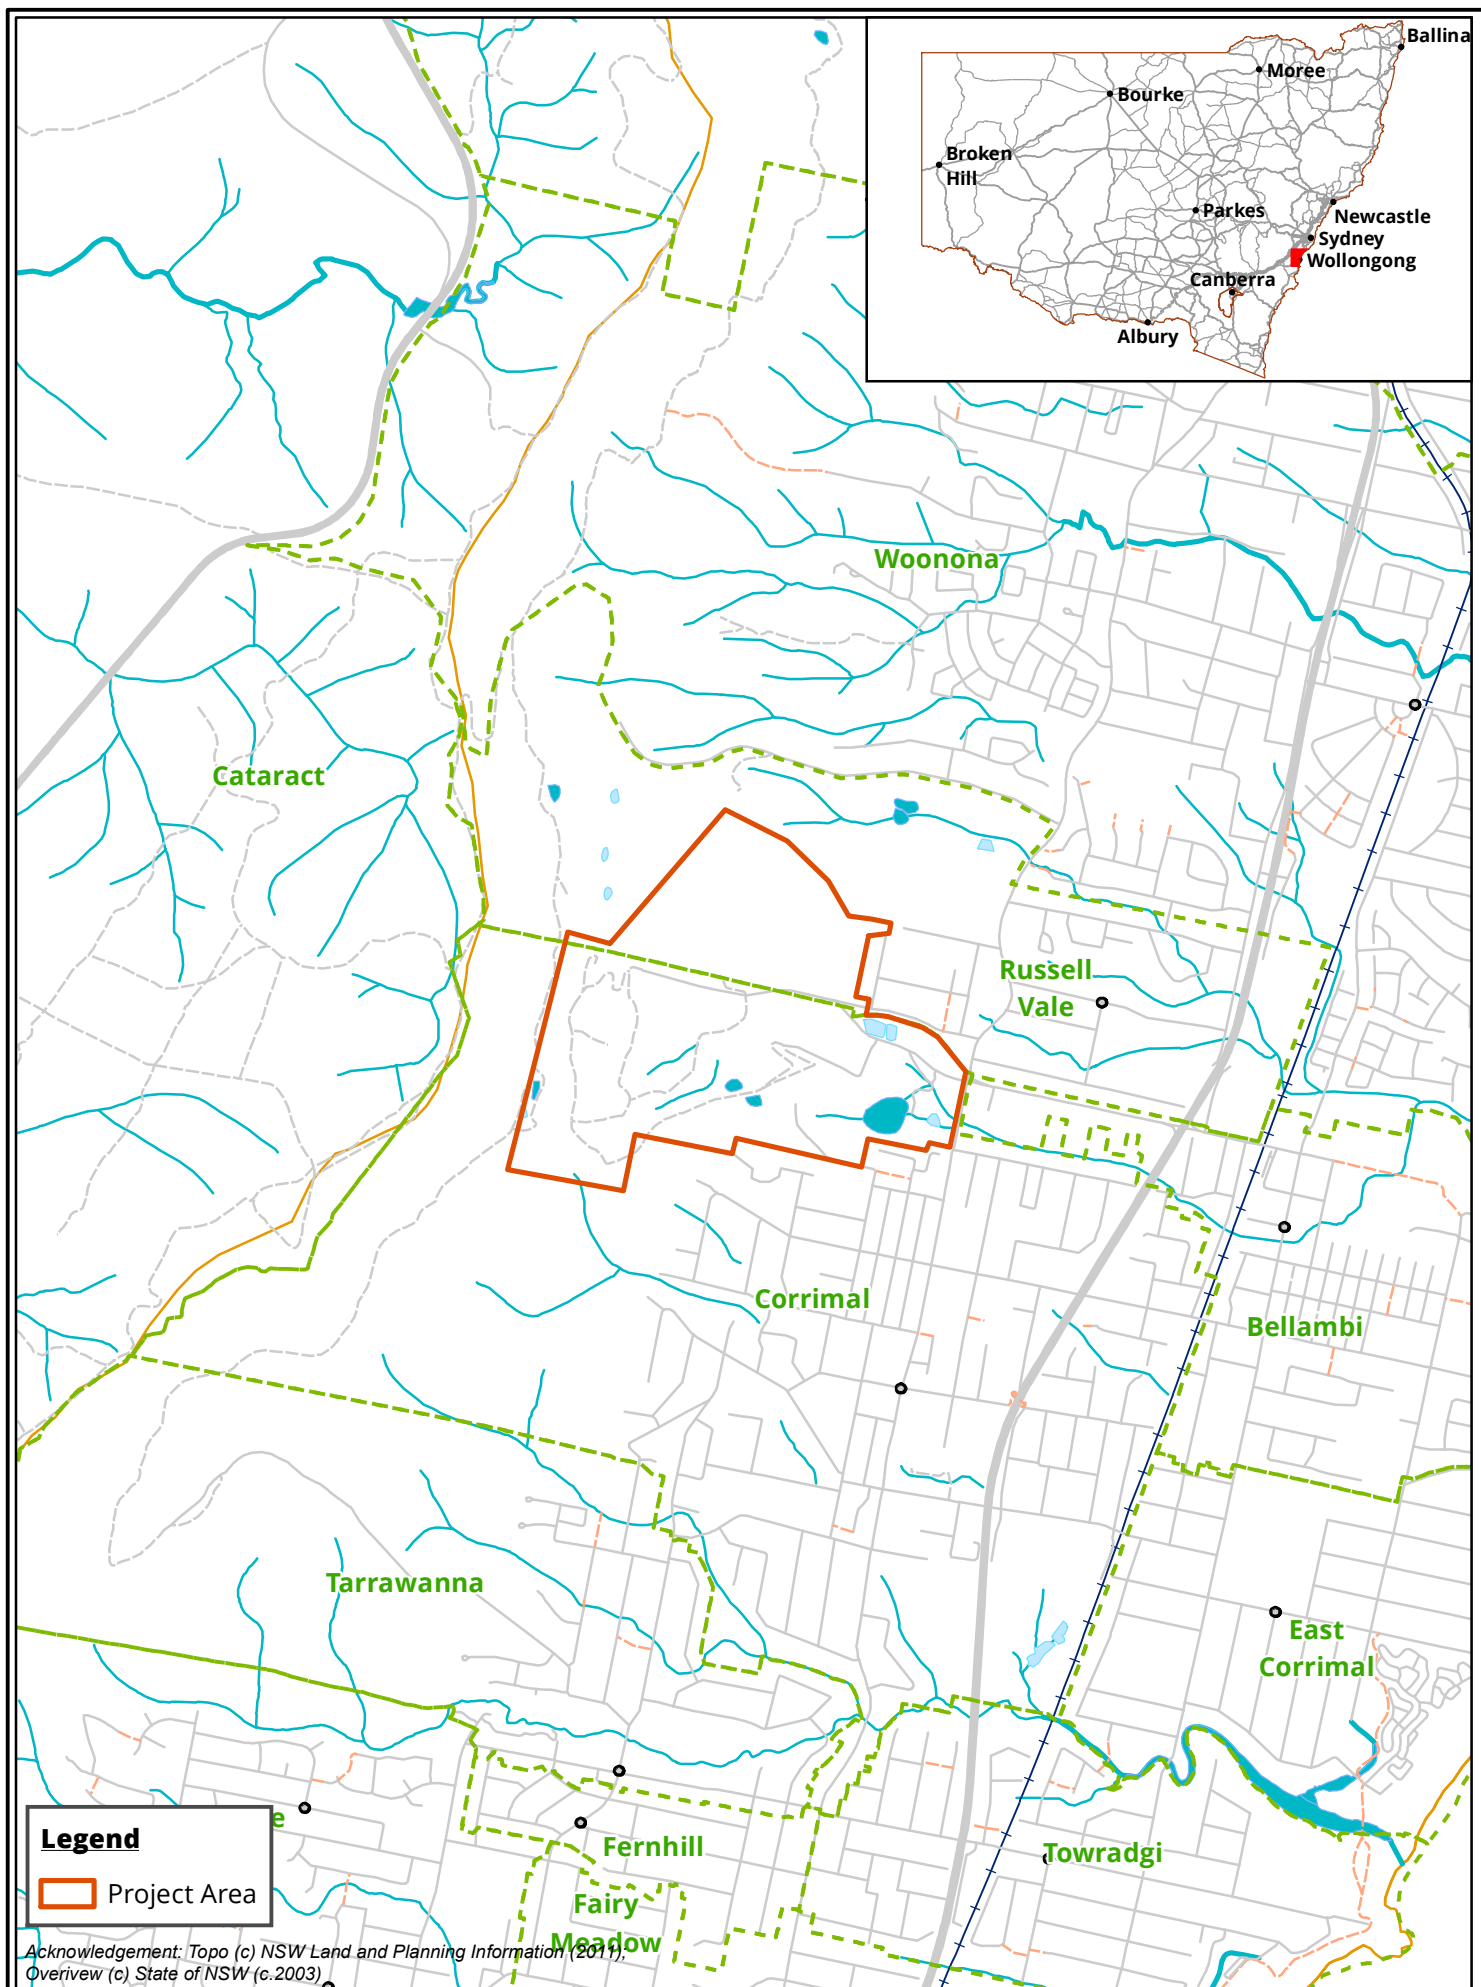 Ballina
Moree
Bourke
Broken
Hill
Parkes
Newcastle
Sydney
Wollongong
Canberra
Albury
Woonona
Cataract
Russell
Vale
Corrimal
Bellambi
Tarrawanna
East
Corrimal
e
Fernhill
Towradgi
Fairy
Meadow
Legend
Project Area
Acknowledgement: Topo (c) NSW Land and Planning Information (2011);
Overivew (c) State of NSW (c.2003)